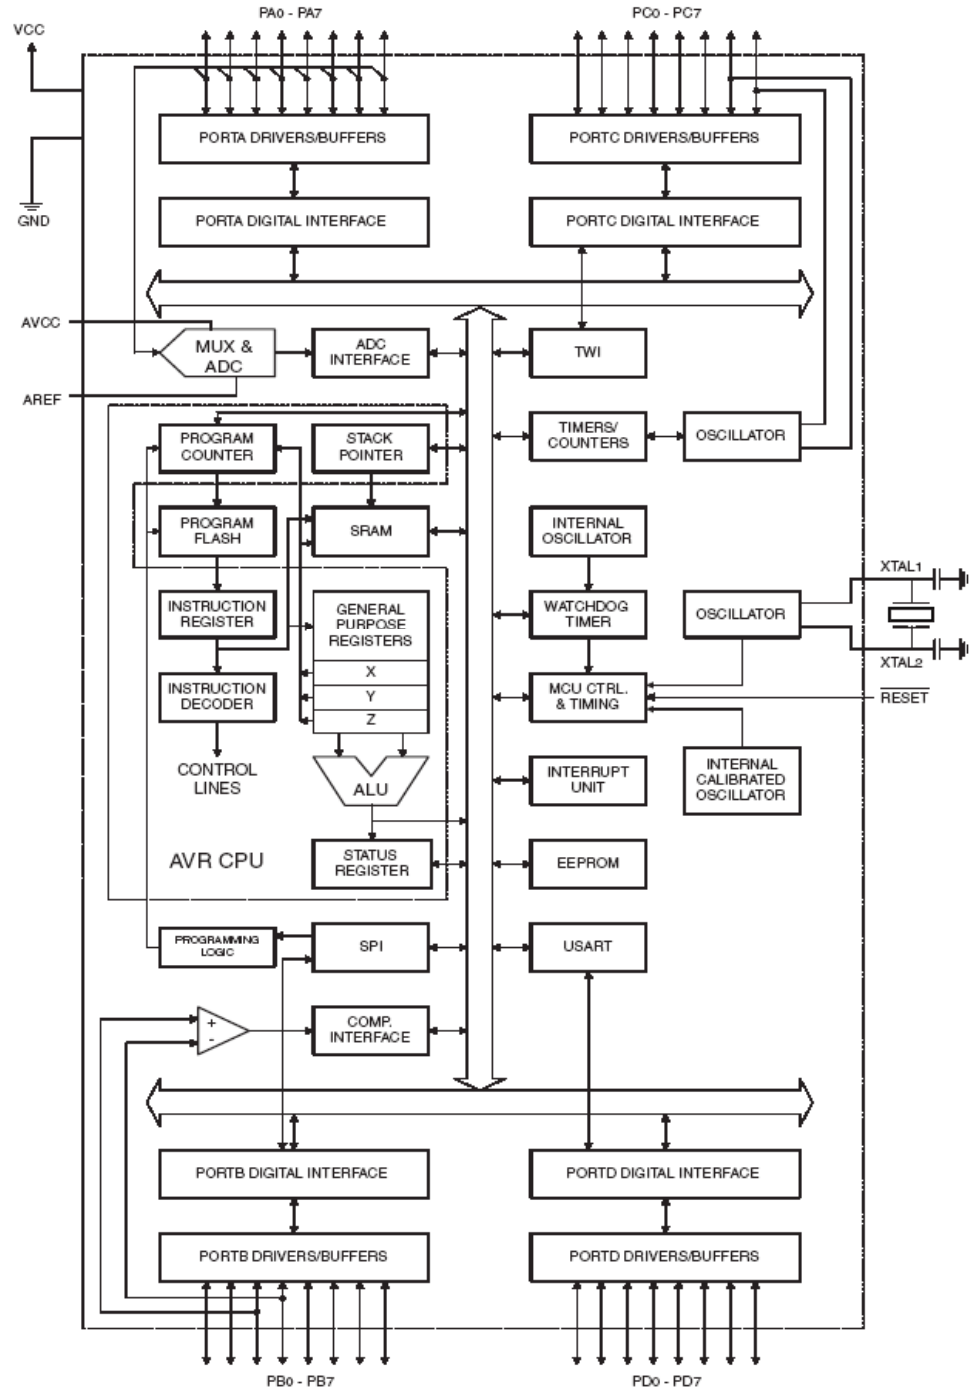 PA0 - PA7
PC0 - PC7
VCC
PORTA DRIVERS/BUFFERS
PORTC DRIVERS/BUFFERS
GND
PORTA DIGITAL INTERFACE
PORTC DIGITAL INTERFACE
AVCC
MUX &
ADC
ADC
INTERFACE
TWI
AREF
PROGRAM
COUNTER
STACK
POINTER
TIMERS/
COUNTERS
OSCILLATOR
PROGRAM
FLASH
SRAM
INTERNAL
OSCILLATOR
XTAL1
INSTRUCTION
REGISTER
GENERAL
PURPOSE
REGISTERS
WATCHDOG
TIMER
OSCILLATOR
XTAL2
X
INSTRUCTION
DECODER
Y
MCU CTRL.
& TIMING
RESET
Z
CONTROL
LINES
ALU
INTERRUPT
UNIT
INTERNAL
CALIBRATED
OSCILLATOR
AVR CPU
STATUS
REGISTER
EEPROM
PROGRAMMING
LOGIC
SPI
USART
+
-
COMP.
INTERFACE
PORTB DIGITAL INTERFACE
PORTD DIGITAL INTERFACE
PORTB DRIVERS/BUFFERS
PORTD DRIVERS/BUFFERS
PB0 - PB7
PD0 - PD7